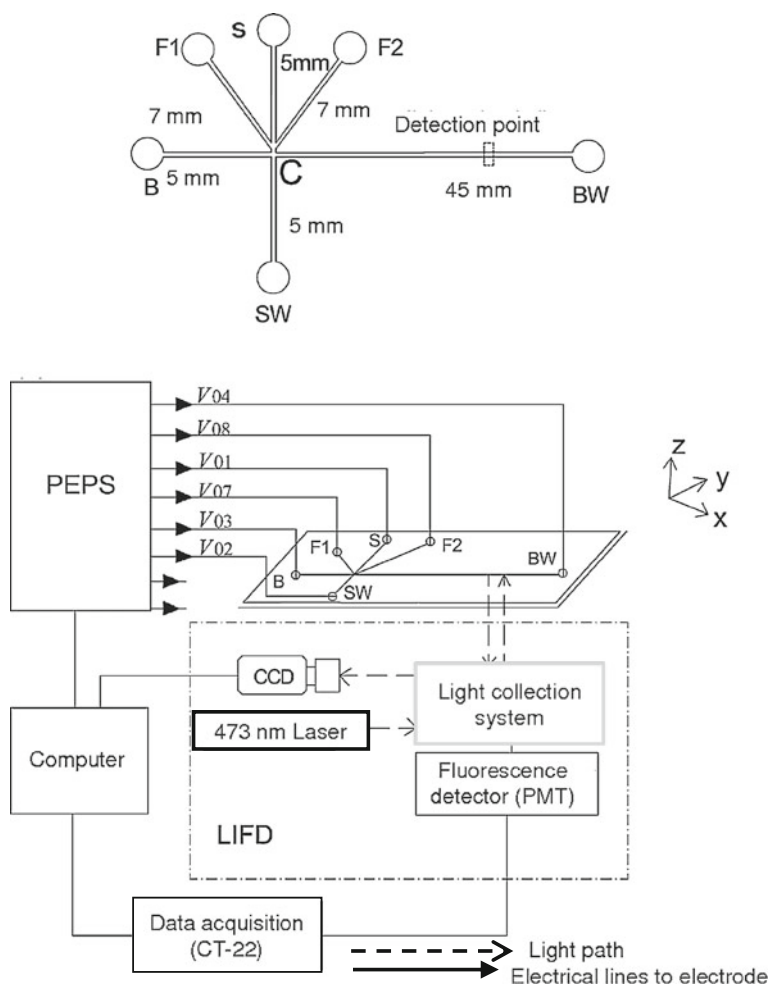 S
F1
F2
5mm
7 mm
7 mm
Detection point
C
B
5 mm
45 mm
BW
5 mm
SW
V04
V08
V01
V07
V03
V02
PEPS
z
y
x
F1
S
F2
BW
B
SW
CCD
Light collection
system
473 nm Laser
Computer
Fluorescence
detector (PMT)
LIFD
Data acquisition
(CT-22)
Light path
Electrical lines to electrode